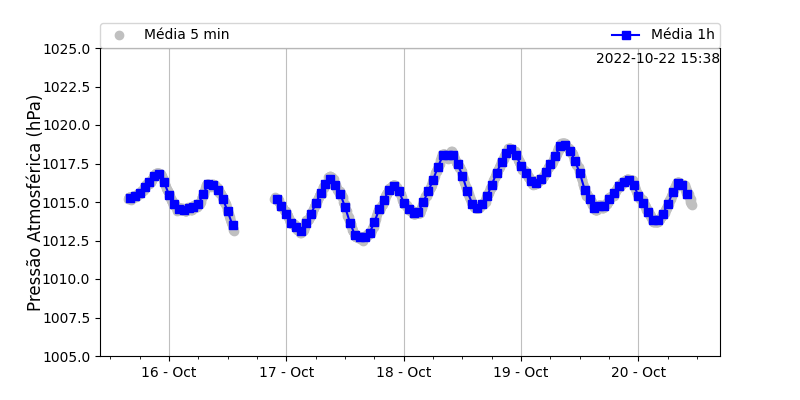 Média 5 min
Média 1h
2022-10-22 15:38
Pressão Atmosférica (hPa)
1025.0
1022.5
1020.0
1017.5
1015.0
1012.5
1010.0
1007.5
1005.0
16 - Oct
17 - Oct
18 - Oct
19 - Oct
20 - Oct